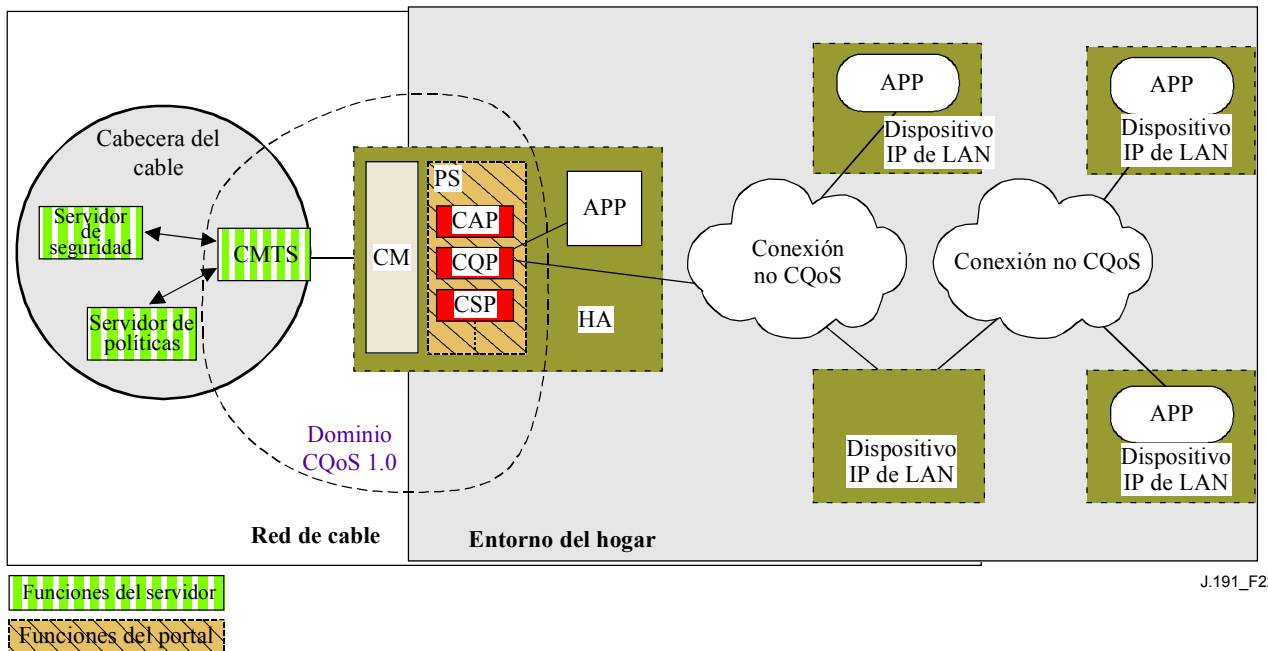 Cabecera del
cable
Servidor
de
seguridad
CMTS
Servidor de
políticas
CM
PS
CAP
CQP
CSP
APP
HA
Dominio
CQoS 1.0
Red de cable
Entorno del hogar
Conexión
no CQoS
APP
Dispositivo
IP de LAN
Conexión no CQoS
APP
Dispositivo
IP de LAN
Dispositivo
IP de LAN
APP
Dispositivo
IP de LAN
Funciones del servidor
Funciones del portal